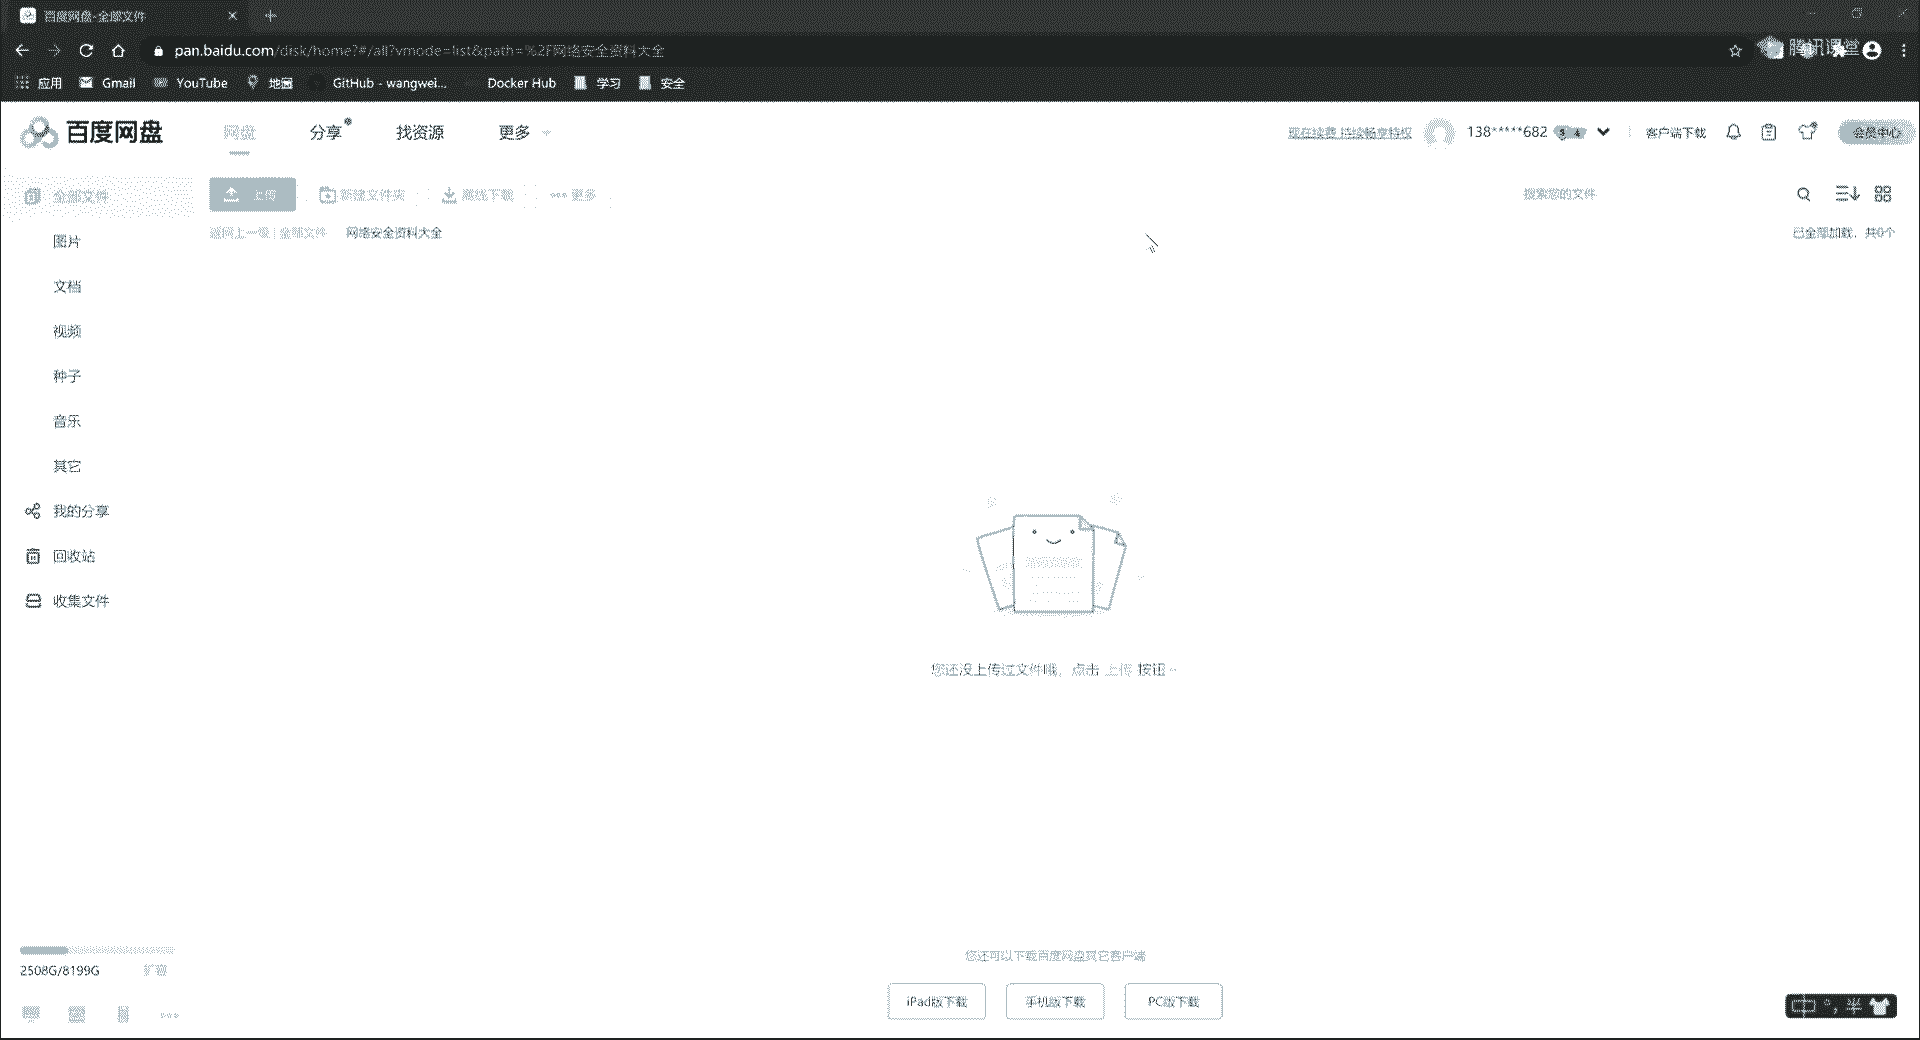 百度网盘-全部文件
pan.baidu.com/disk/home?#/all?vmode=list&path=%2F网络安全资料大全
腾讯课堂
应用 Gmail YouTube 地图 GitHub - wangwei... Docker Hub 学习 安全
百度网盘 网盘 分享 找资源 更多 现在续费 持续畅享特权 138*****682 客户端下载 会员中心
全部文件 上传 新建文件夹 离线下载 更多 搜索您的文件
返回上一级 | 全部文件 网络安全资料大全 已全部加载，共0个
图片
文档
视频
种子
音乐
其它
我的分享
回收站
收集文件
您还没上传过文件哦，点击 上传 按钮~
您还可以下载百度网盘其它客户端
2508G/8199G 扩容
iPad版下载 手机版下载 PC版下载
中 °, 半